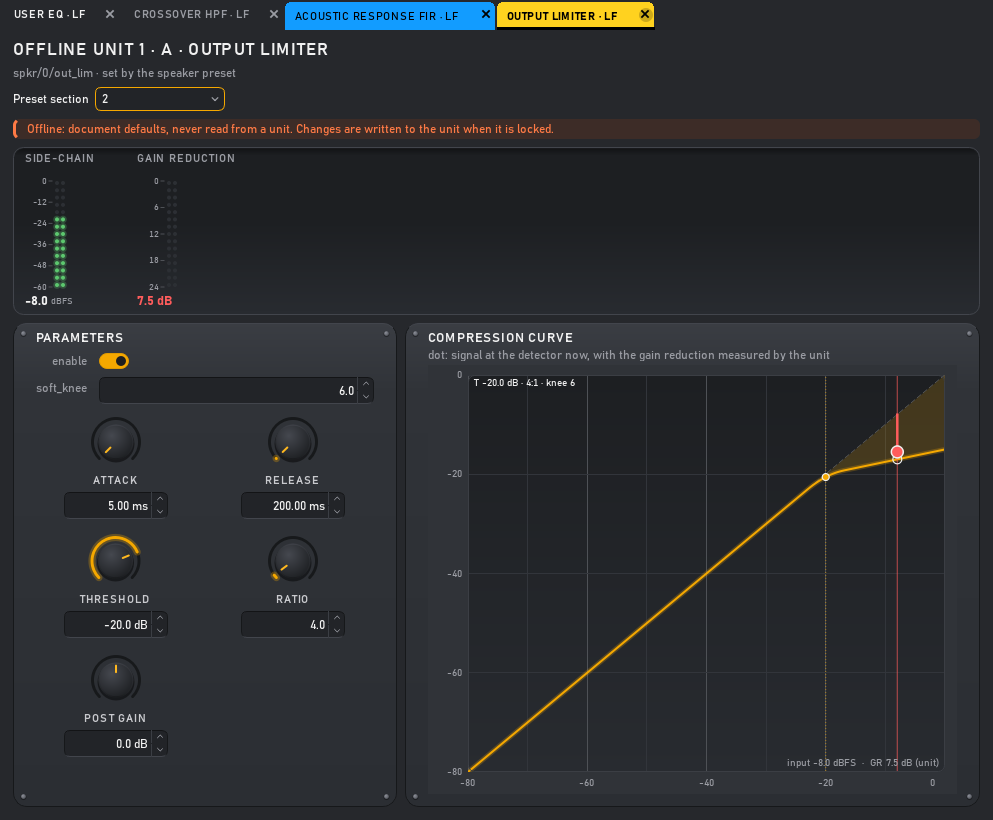 USER EQ · LF
CROSSOVER HPF · LF
ACOUSTIC RESPONSE FIR · LF
OUTPUT LIMITER · LF
OFFLINE UNIT 1 · A · OUTPUT LIMITER
spkr/0/out_lim · set by the speaker preset
Preset section
2
Offline: document defaults, never read from a unit. Changes are written to the unit when it is locked.
SIDE-CHAIN
GAIN REDUCTION
0
-12
-24
-36
-48
-60
-8.0 dBFS
0
6
12
18
24
7.5 dB
PARAMETERS
enable
soft_knee
6.0
ATTACK
5.00 ms
RELEASE
200.00 ms
THRESHOLD
-20.0 dB
RATIO
4.0
POST GAIN
0.0 dB
COMPRESSION CURVE
dot: signal at the detector now, with the gain reduction measured by the unit
T -20.0 dB · 4:1 · knee 6
0
-20
-40
-60
-80
input -8.0 dBFS · GR 7.5 dB (unit)
-80
-60
-40
-20
0